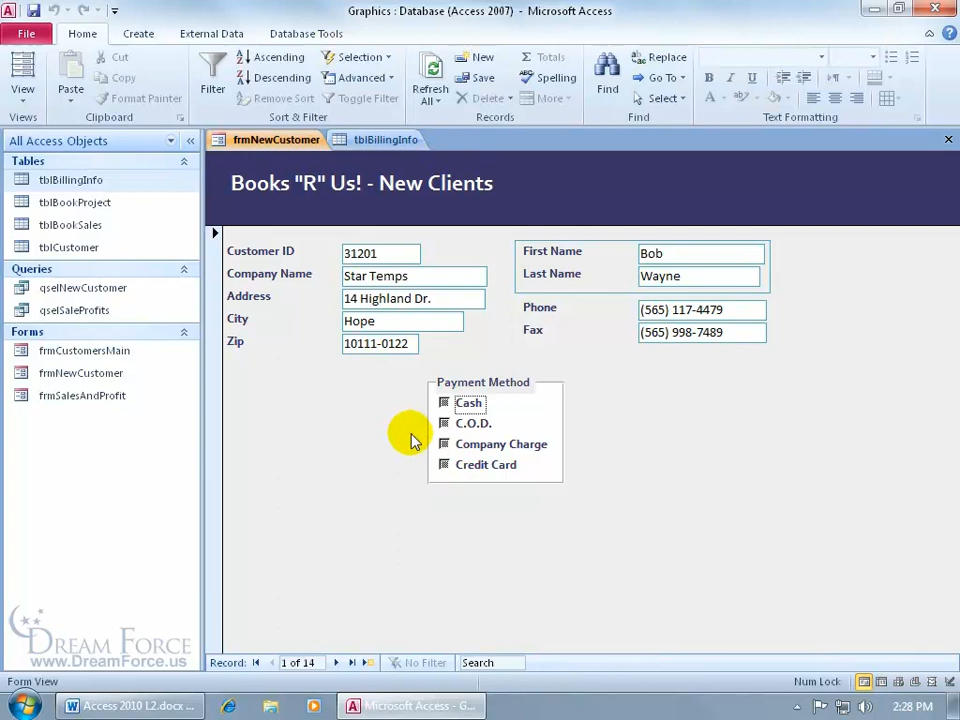 Graphics : Database (Access 2007) - Microsoft Access
File Home Create External Data Database Tools
View
Views
Paste
Cut
Copy
Format Painter
Clipboard
Filter
Ascending
Descending
Remove Sort
Selection
Advanced
Toggle Filter
Sort & Filter
Refresh
All
New
Save
Delete
Totals
Spelling
More
Records
Find
Replace
Go To
Select
Find
B I U
A
Text Formatting
All Access Objects
frmNewCustomer tblBillingInfo
Tables
tblBillingInfo
tblBookProject
tblBookSales
tblCustomer
Queries
qselNewCustomer
qselSaleProfits
Forms
frmCustomersMain
frmNewCustomer
frmSalesAndProfit
Books "R" Us! - New Clients
Customer ID 31201
Company Name Star Temps
Address 14 Highland Dr.
City Hope
Zip 10111-0122
First Name Bob
Last Name Wayne
Phone (565) 117-4479
Fax (565) 998-7489
Payment Method
Cash
C.O.D.
Company Charge
Credit Card
DREAM FORCE
www.DreamForce.us
Record: 1 of 14 No Filter Search
Form View Num Lock
Access 2010 L2.docx ... Microsoft Access - G... 2:28 PM